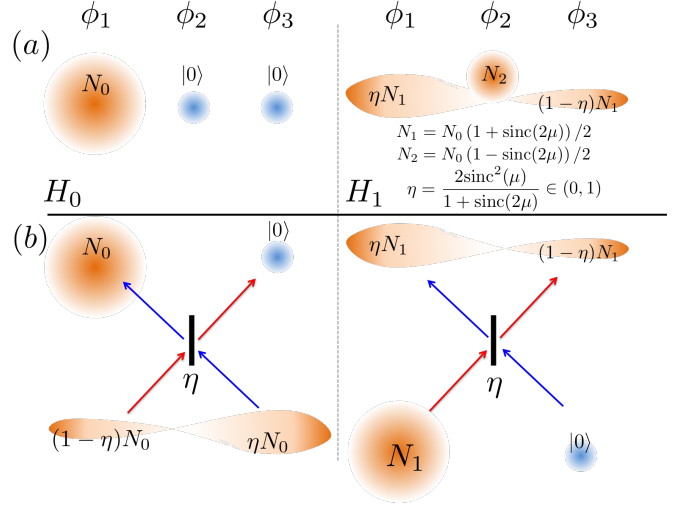 ϕ₁ ϕ₂ ϕ₃ ϕ₁ ϕ₂ ϕ₃
(a)
N₀ |0⟩ |0⟩
ηN₁ N₂ (1 − η)N₁
N₁ = N₀ (1 + sinc(2μ)) /2
N₂ = N₀ (1 − sinc(2μ)) /2
η = 2sinc²(μ) / 1 + sinc(2μ) ∈ (0, 1)
H₀ H₁
(b)
N₀ |0⟩ ηN₁ (1 − η)N₁
η η
(1 − η)N₀ ηN₀ N₁ |0⟩